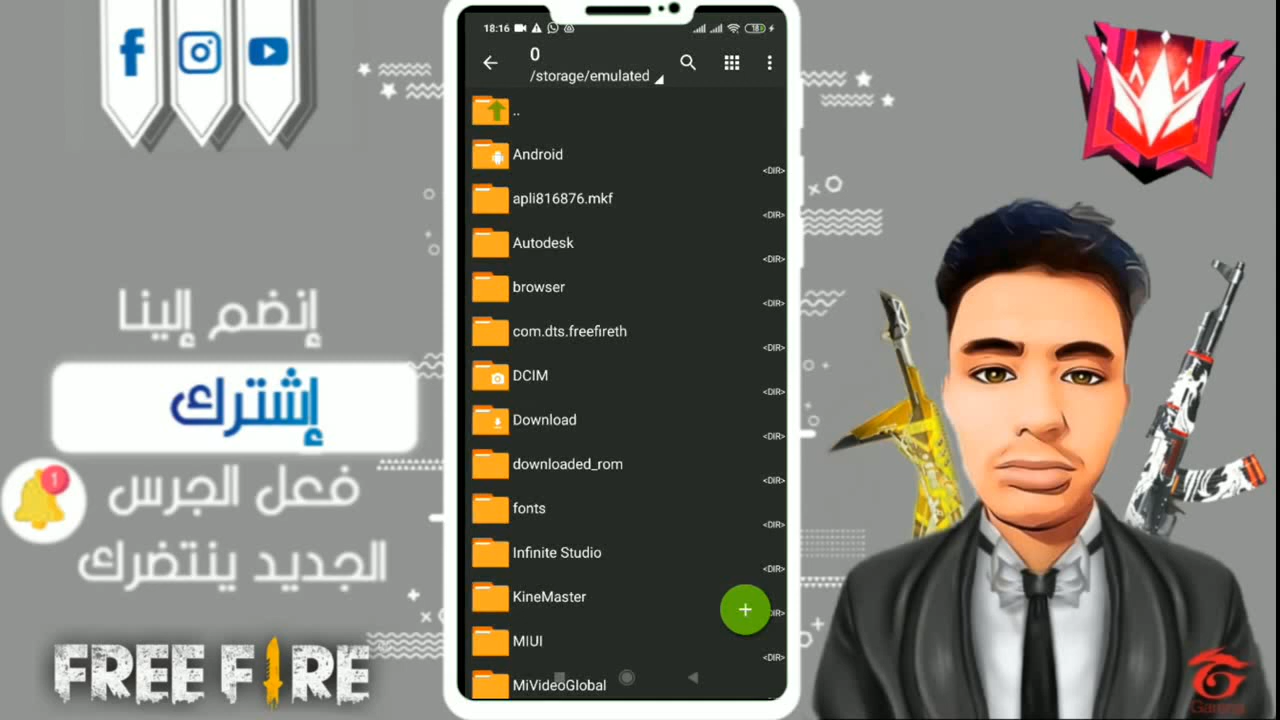 إنضم إلينا
إشترك
1
فعل الجرس
الجديد ينتضرك
FREE FIRE
18:16
0
/storage/emulated
..
Android
<DIR>
apli816876.mkf
<DIR>
Autodesk
<DIR>
browser
<DIR>
com.dts.freefireth
<DIR>
DCIM
<DIR>
Download
<DIR>
downloaded_rom
<DIR>
fonts
<DIR>
Infinite Studio
<DIR>
KineMaster
DIR>
MIUI
<DIR>
MiVideoGlobal
Garena